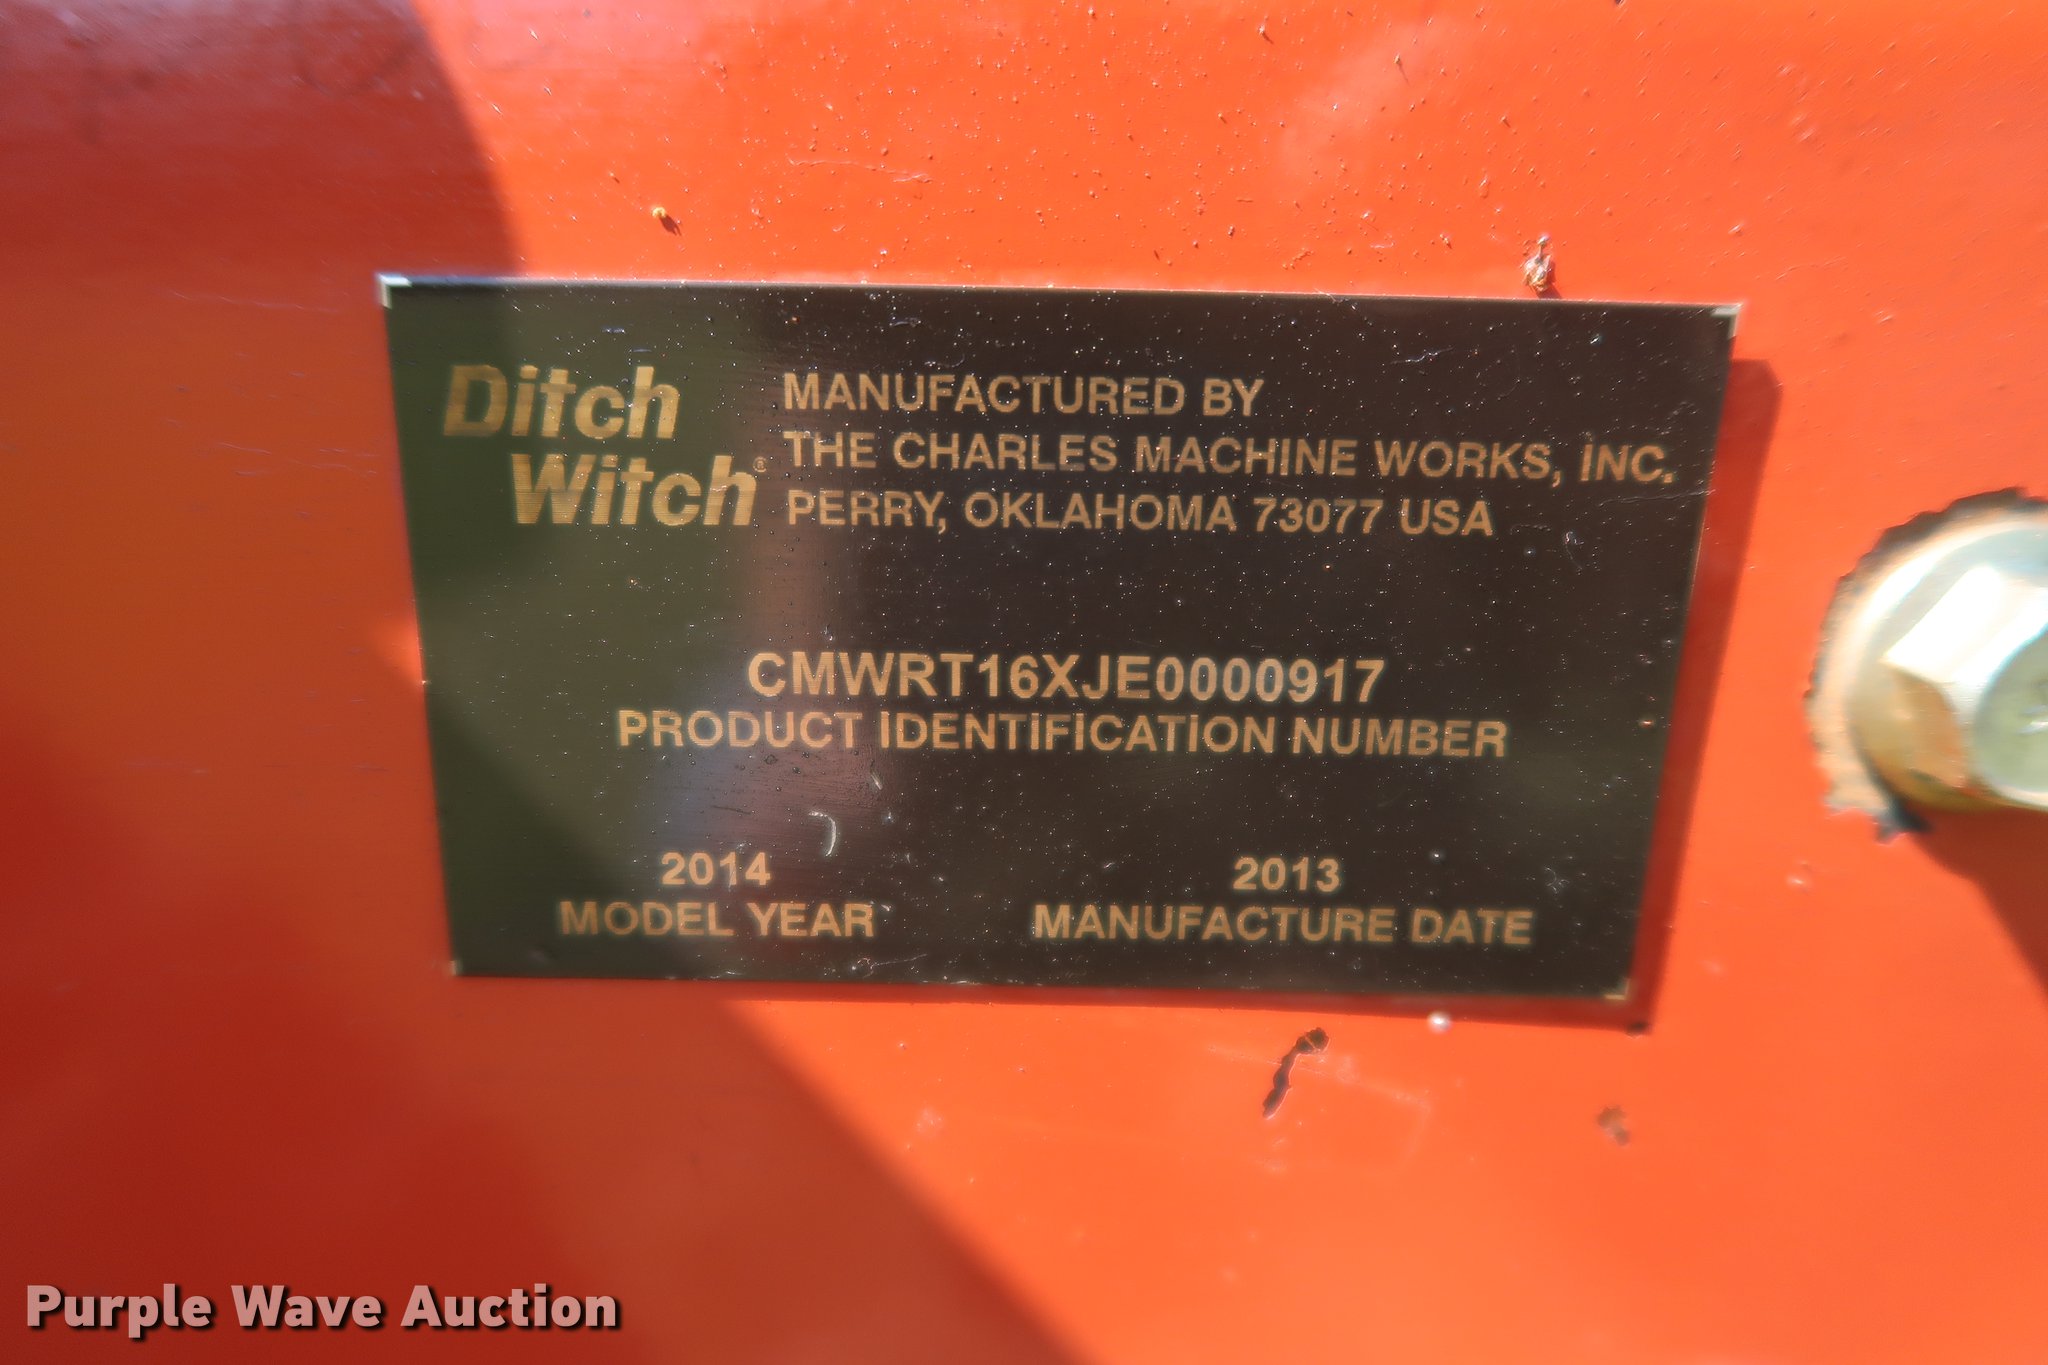 Ditch
Witch®
MANUFACTURED BY
THE CHARLES MACHINE WORKS, INC.
PERRY, OKLAHOMA 73077 USA
CMWRT16XJE0000917
PRODUCT IDENTIFICATION NUMBER
2014
MODEL YEAR
2013
MANUFACTURE DATE
Purple Wave Auction